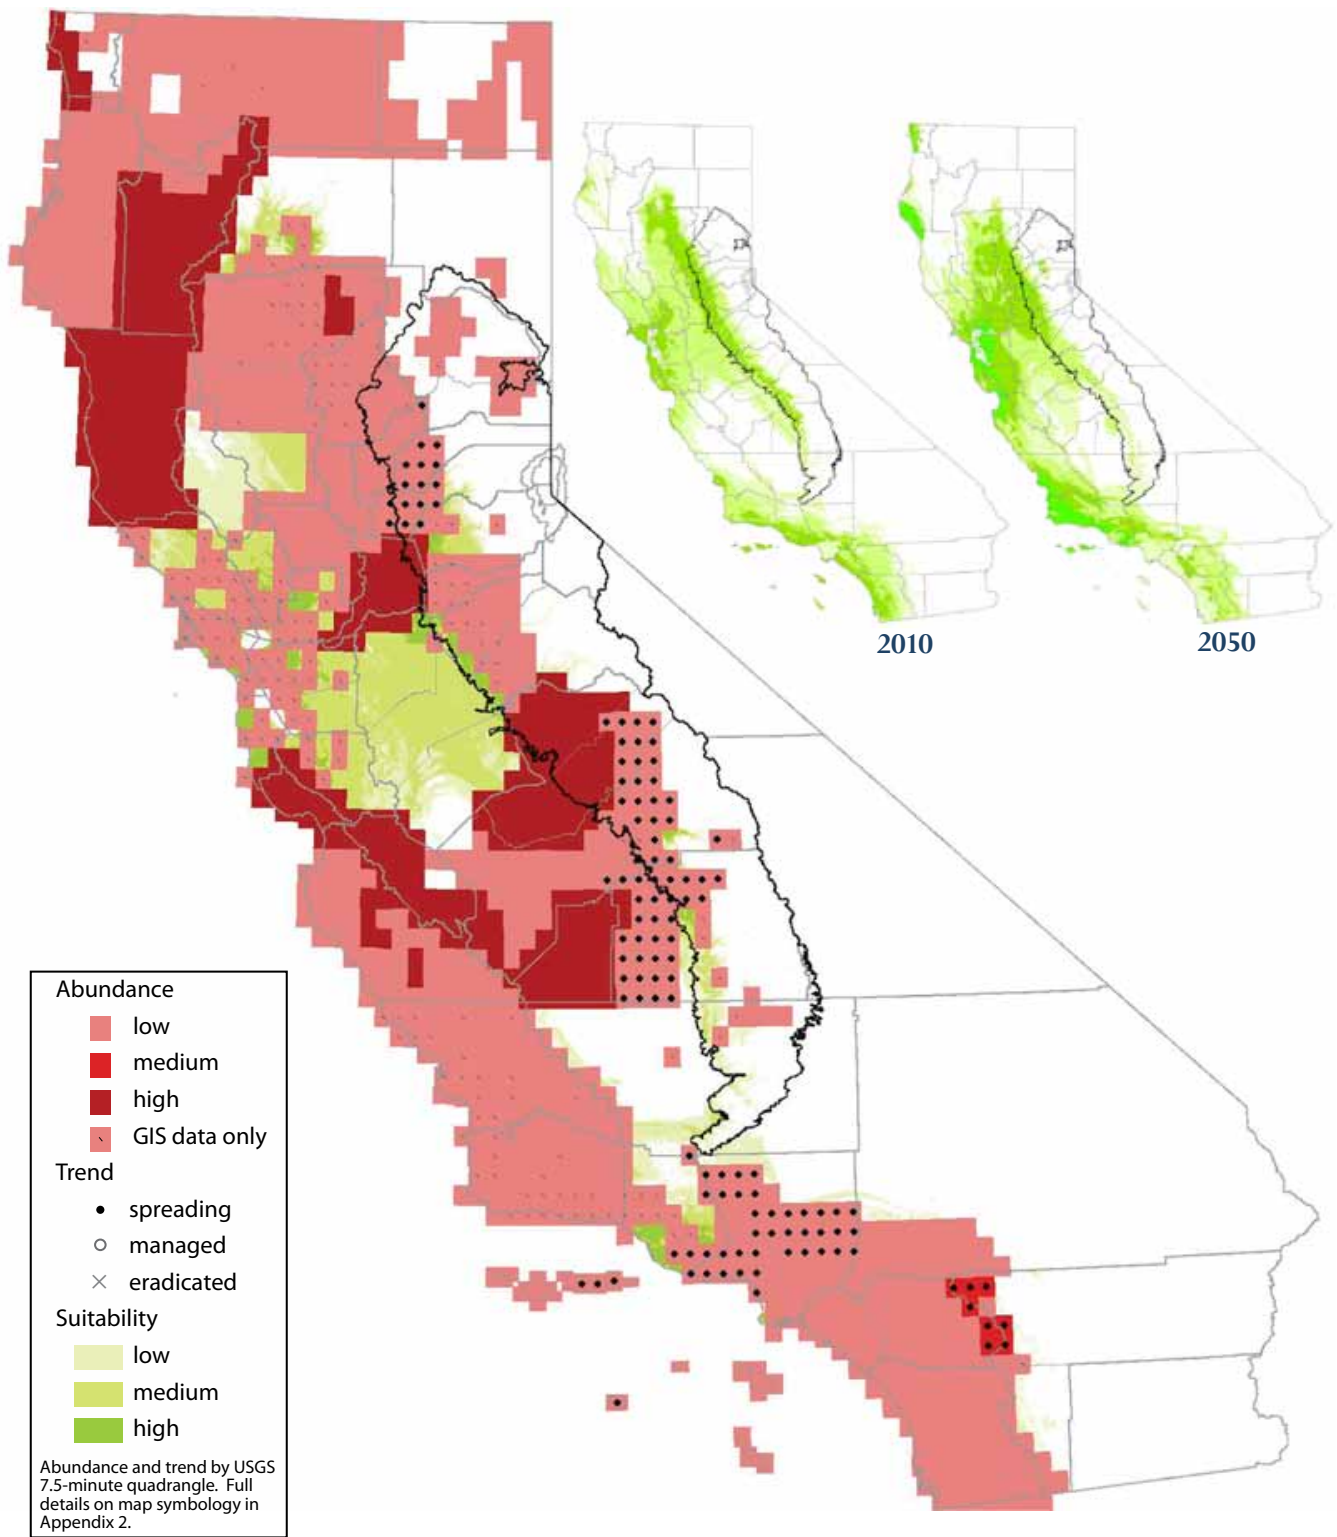 2010
2050
Abundance
low
medium
high
GIS data only
Trend
spreading
managed
eradicated
Suitability
low
medium
high
Abundance and trend by USGS
7.5-minute quadrangle. Full
details on map symbology in
Appendix 2.